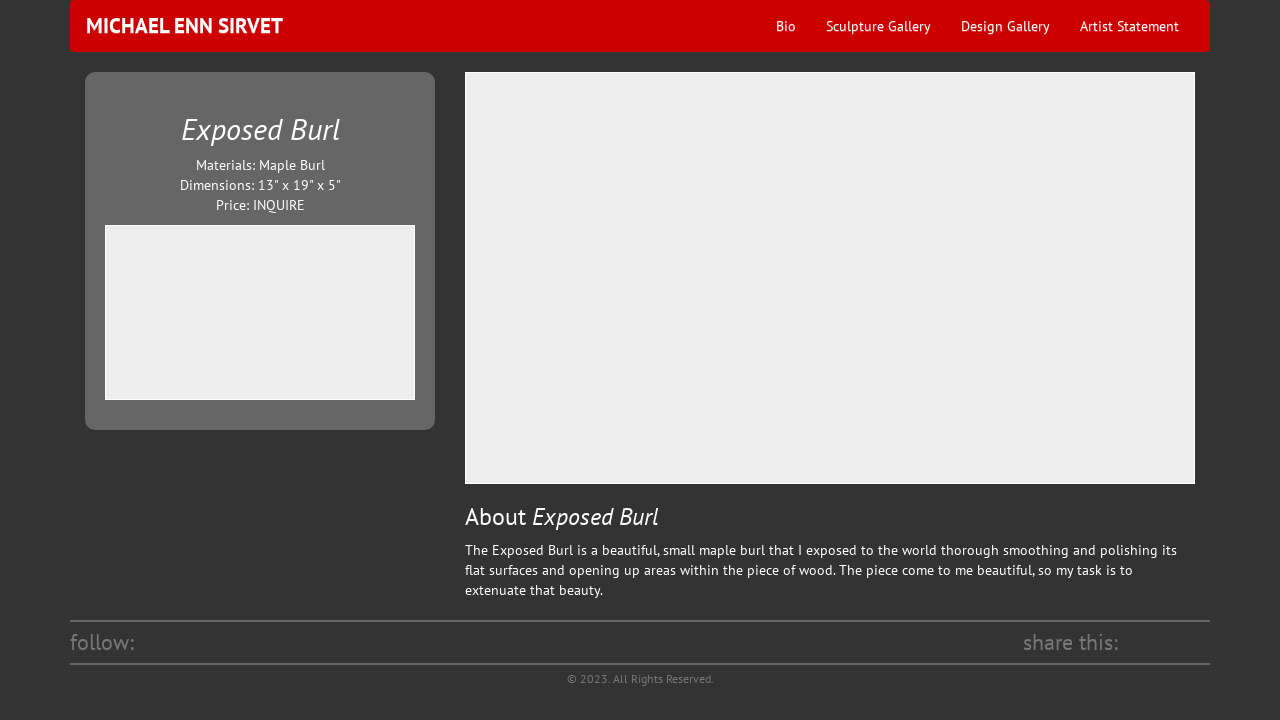 MICHAEL ENN SIRVET
Bio
Sculpture Gallery
Design Gallery
Artist Statement
Exposed Burl
Materials: Maple Burl
Dimensions: 13" x 19" x 5"
Price: INQUIRE
About Exposed Burl
The Exposed Burl is a beautiful, small maple burl that I exposed to the world thorough smoothing and polishing its
flat surfaces and opening up areas within the piece of wood. The piece come to me beautiful, so my task is to
extenuate that beauty.
follow:
share this:
© 2023. All Rights Reserved.